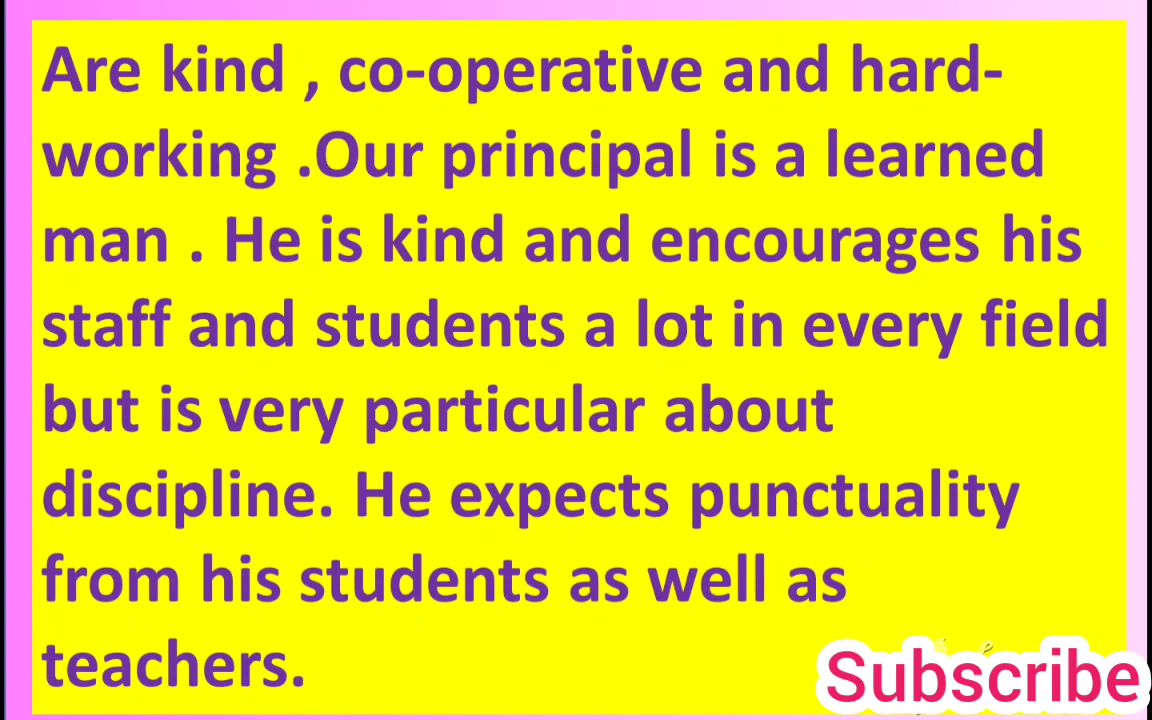 Are kind , co-operative and hard-
working .Our principal is a learned
man . He is kind and encourages his
staff and students a lot in every field
but is very particular about
discipline. He expects punctuality
from his students as well as
teachers.
Subscribe